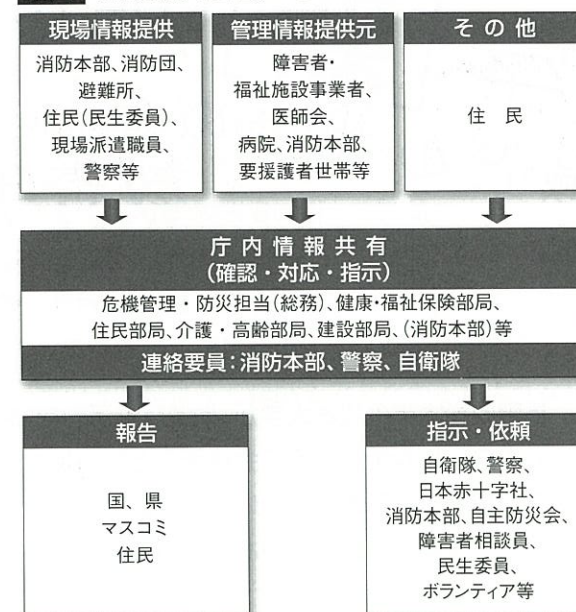 現場情報提供
消防本部、消防団、
避難所、
住民(民生委員)、
現場派遣職員、
警察等
管理情報提供元
障害者・
福祉施設事業者、
医師会、
病院、消防本部、
要援護者世帯等
その他
住 民
庁内情報共有
(確認・対応・指示)
危機管理・防災担当(総務)、健康・福祉保険部局、
住民部局、介護・高齢部局、建設部局、(消防本部)等
連絡要員:消防本部、警察、自衛隊
報告
国、県
マスコミ
住民
指示・依頼
自衛隊、警察、
日本赤十字社、
消防本部、自主防災会、
障害者相談員、
民生委員、
ボランティア等